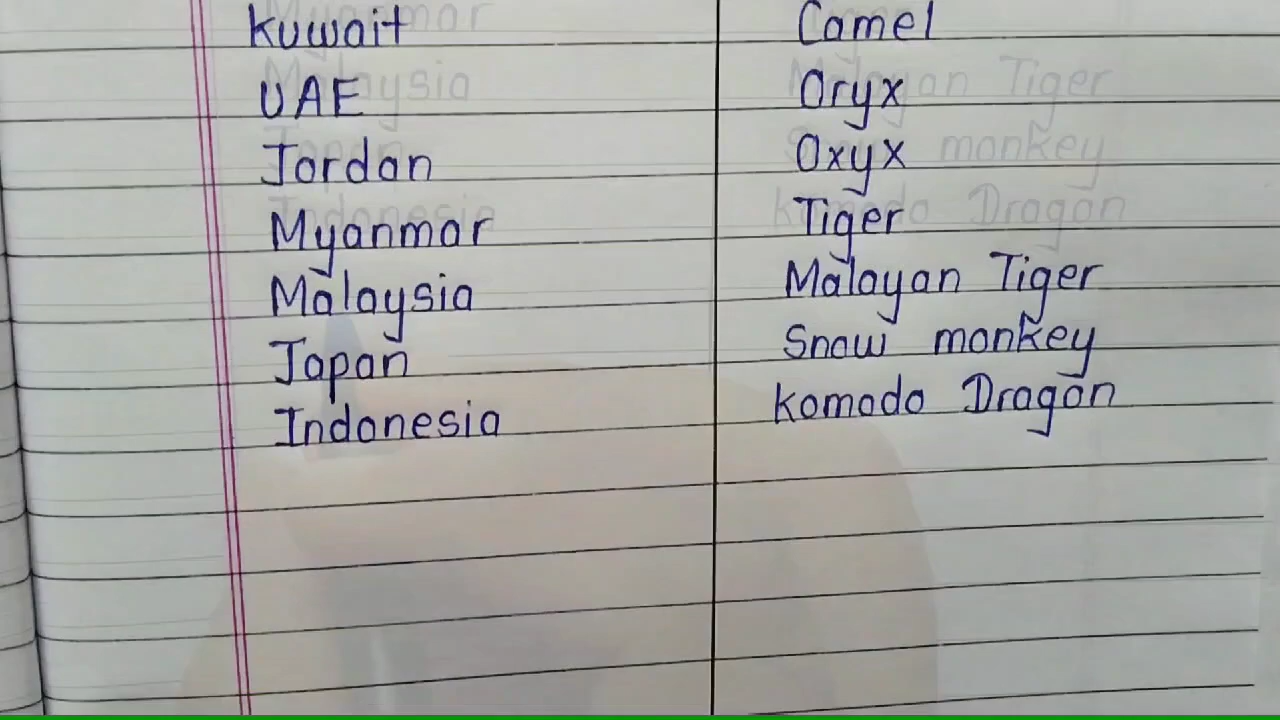 Kuwait Camel
UAE Oryx
Jordan Oxyx
Myanmar Tiger
Malaysia Malayan Tiger
Japan Snow monkey
Indonesia Komodo Dragon